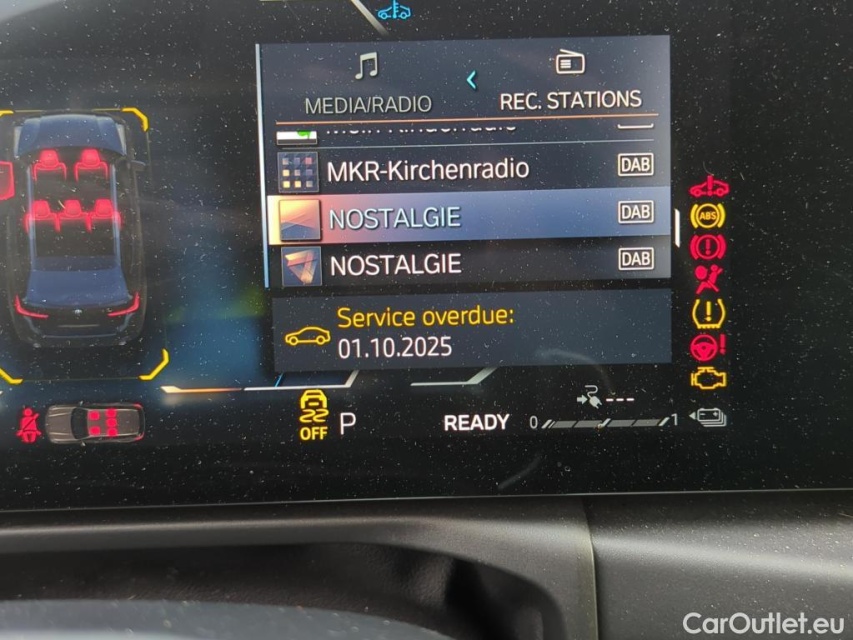 MEDIA/RADIO
REC. STATIONS
MKR-Kirchenradio DAB
NOSTALGIE DAB
NOSTALGIE DAB
Service overdue:
01.10.2025
ABS
OFF
P
READY
0
1
---
CarOutlet.eu